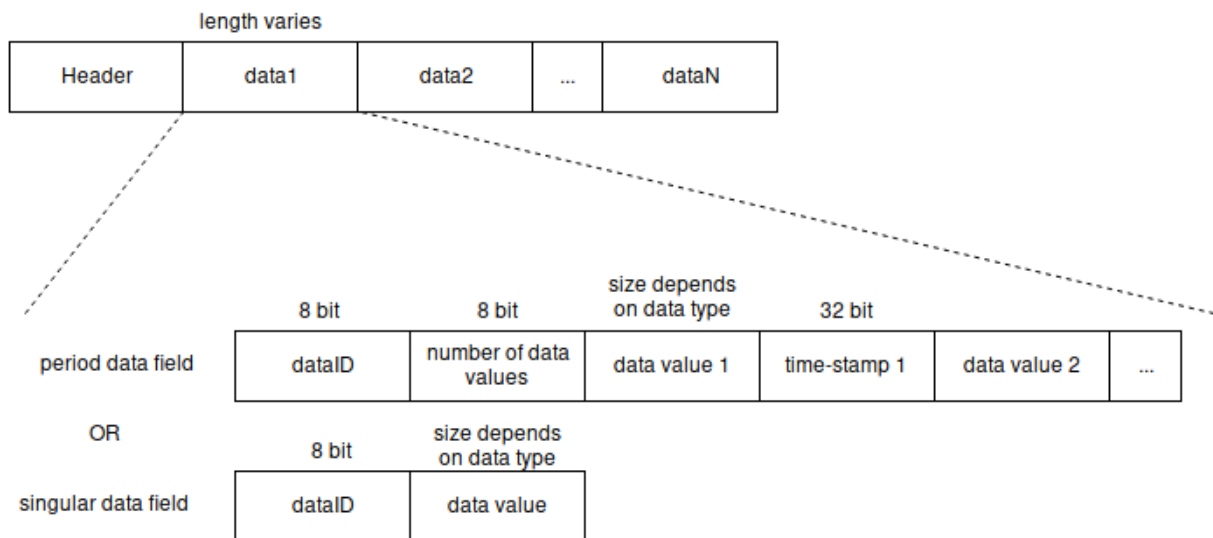 length varies
Header data1 data2 ... dataN
size depends
on data type
8 bit 8 bit 32 bit
period data field dataID number of data
values data value 1 time-stamp 1 data value 2 ...
OR
size depends
on data type
8 bit
singular data field dataID data value